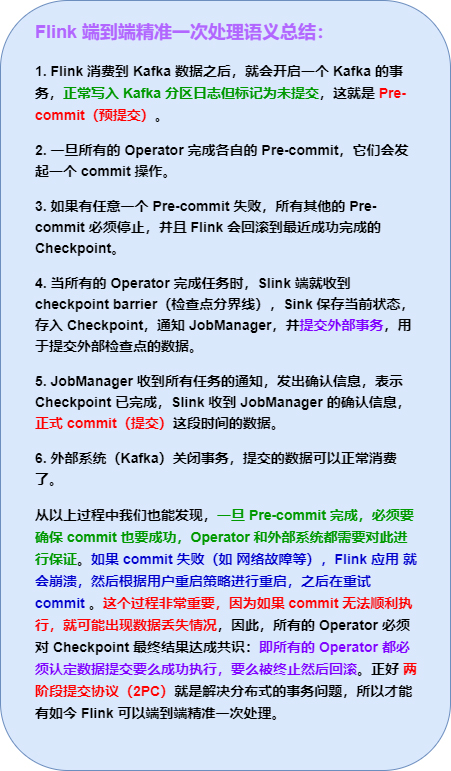 Flink 端到端精准一次处理语义总结：
1. Flink 消费到 Kafka 数据之后，就会开启一个 Kafka 的事
务，正常写入 Kafka 分区日志但标记为未提交，这就是 Pre-
commit（预提交）。
2. 一旦所有的 Operator 完成各自的 Pre-commit，它们会发
起一个 commit 操作。
3. 如果有任意一个 Pre-commit 失败，所有其他的 Pre-
commit 必须停止，并且 Flink 会回滚到最近成功完成的
Checkpoint。
4. 当所有的 Operator 完成任务时，Slink 端就收到
checkpoint barrier（检查点分界线），Sink 保存当前状态，
存入 Checkpoint，通知 JobManager，并提交外部事务，用
于提交外部检查点的数据。
5. JobManager 收到所有任务的通知，发出确认信息，表示
Checkpoint 已完成，Slink 收到 JobManager 的确认信息，
正式 commit（提交）这段时间的数据。
6. 外部系统（Kafka）关闭事务，提交的数据可以正常消费
了。
从以上过程中我们也能发现，一旦 Pre-commit 完成，必须要
确保 commit 也要成功，Operator 和外部系统都需要对此进
行保证。如果 commit 失败（如 网络故障等），Flink 应用 就
会崩溃，然后根据用户重启策略进行重启，之后在重试
commit 。这个过程非常重要，因为如果 commit 无法顺利执
行，就可能出现数据丢失情况，因此，所有的 Operator 必须
对 Checkpoint 最终结果达成共识：即所有的 Operator 都必
须认定数据提交要么成功执行，要么被终止然后回滚。正好 两
阶段提交协议（2PC）就是解决分布式的事务问题，所以才能
有如今 Flink 可以端到端精准一次处理。